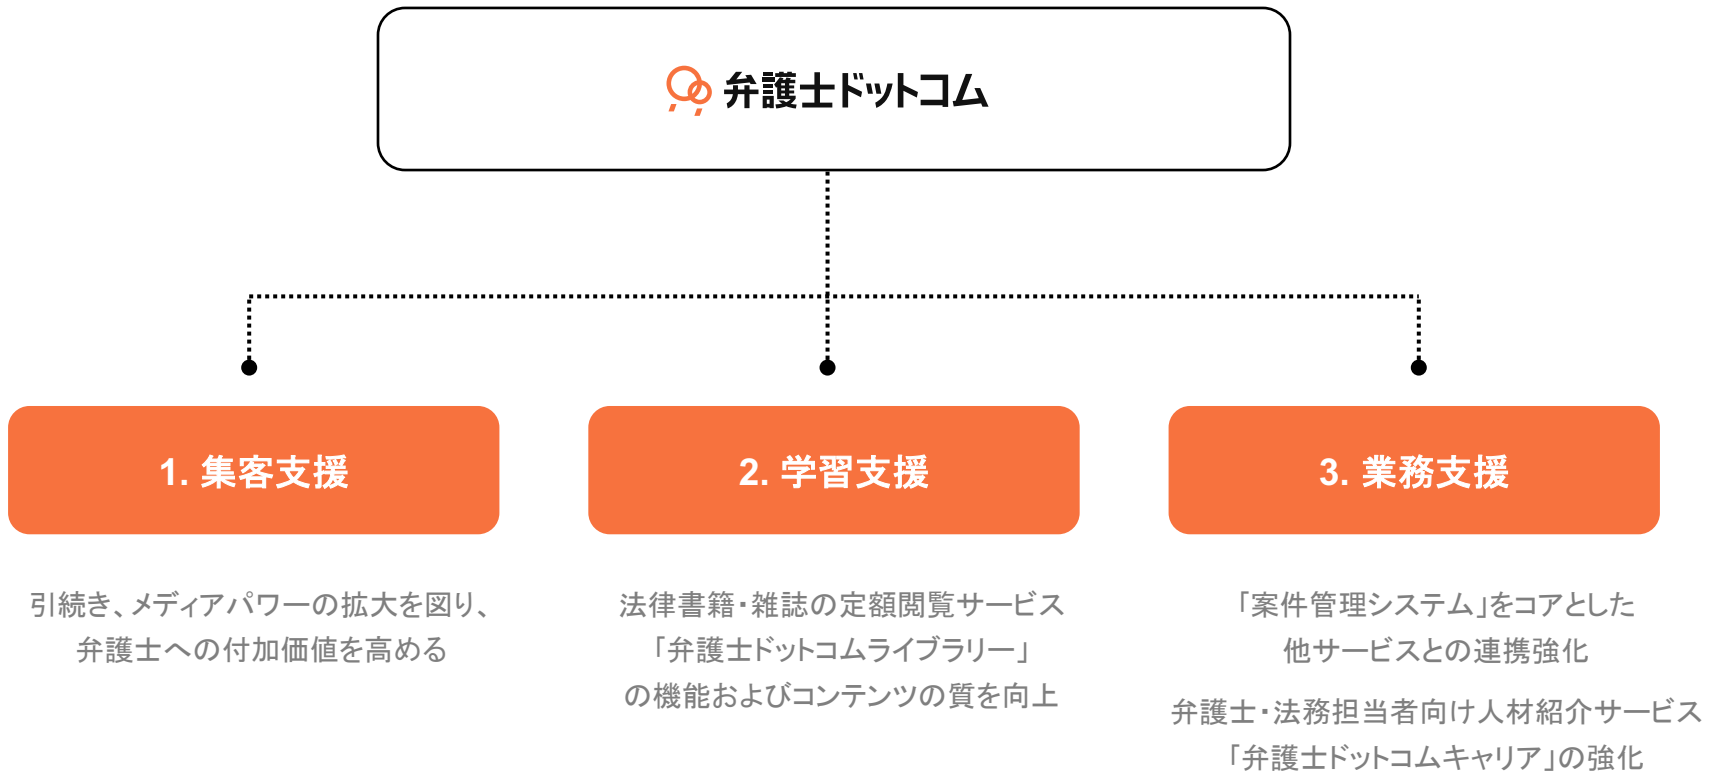 弁護士ドットコム
1. 集客支援
引続き、メディアパワーの拡大を図り、
弁護士への付加価値を高める
2. 学習支援
法律書籍・雑誌の定額閲覧サービス
「弁護士ドットコムライブラリー」
の機能およびコンテンツの質を向上
3. 業務支援
「案件管理システム」をコアとした
他サービスとの連携強化
弁護士・法務担当者向け人材紹介サービス
「弁護士ドットコムキャリア」の強化